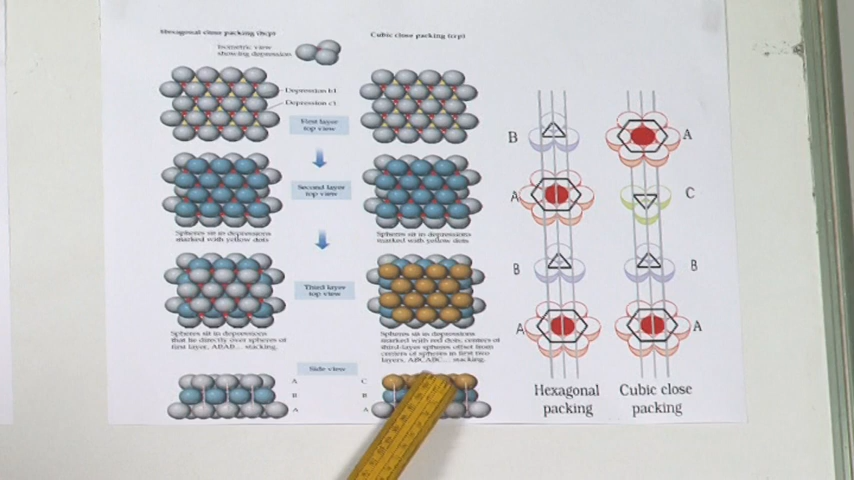 Hexagonal close packing (hcp)
Cubic close packing (ccp)
Isometric view
showing depression
Depression b1
Depression c1
First layer
top view
Second layer
top view
Spheres sit in depressions
marked with yellow dots
Spheres sit in depressions
marked with yellow dots
Third layer
top view
Spheres sit in depressions
that lie directly over spheres of
first layer, ABAB... stacking.
Spheres sit in depressions
marked with red dots; centers of
third-layer spheres offset from
centers of spheres in first two
layers, ABCABC... stacking.
Side view
A
B
A
C
B
A
B
A
B
A
A
C
B
A
Hexagonal
packing
Cubic close
packing